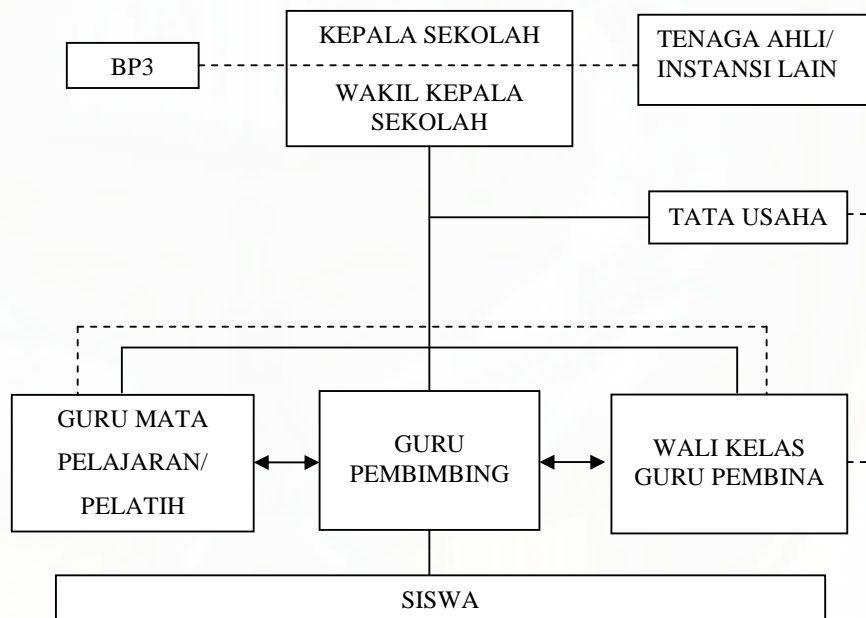 KEPALA SEKOLAH
WAKIL KEPALA
SEKOLAH
BP3
TENAGA AHLI/
INSTANSI LAIN
TATA USAHA
GURU MATA
PELAJARAN/
PELATIH
GURU
PEMBIMBING
WALI KELAS
GURU PEMBINA
SISWA